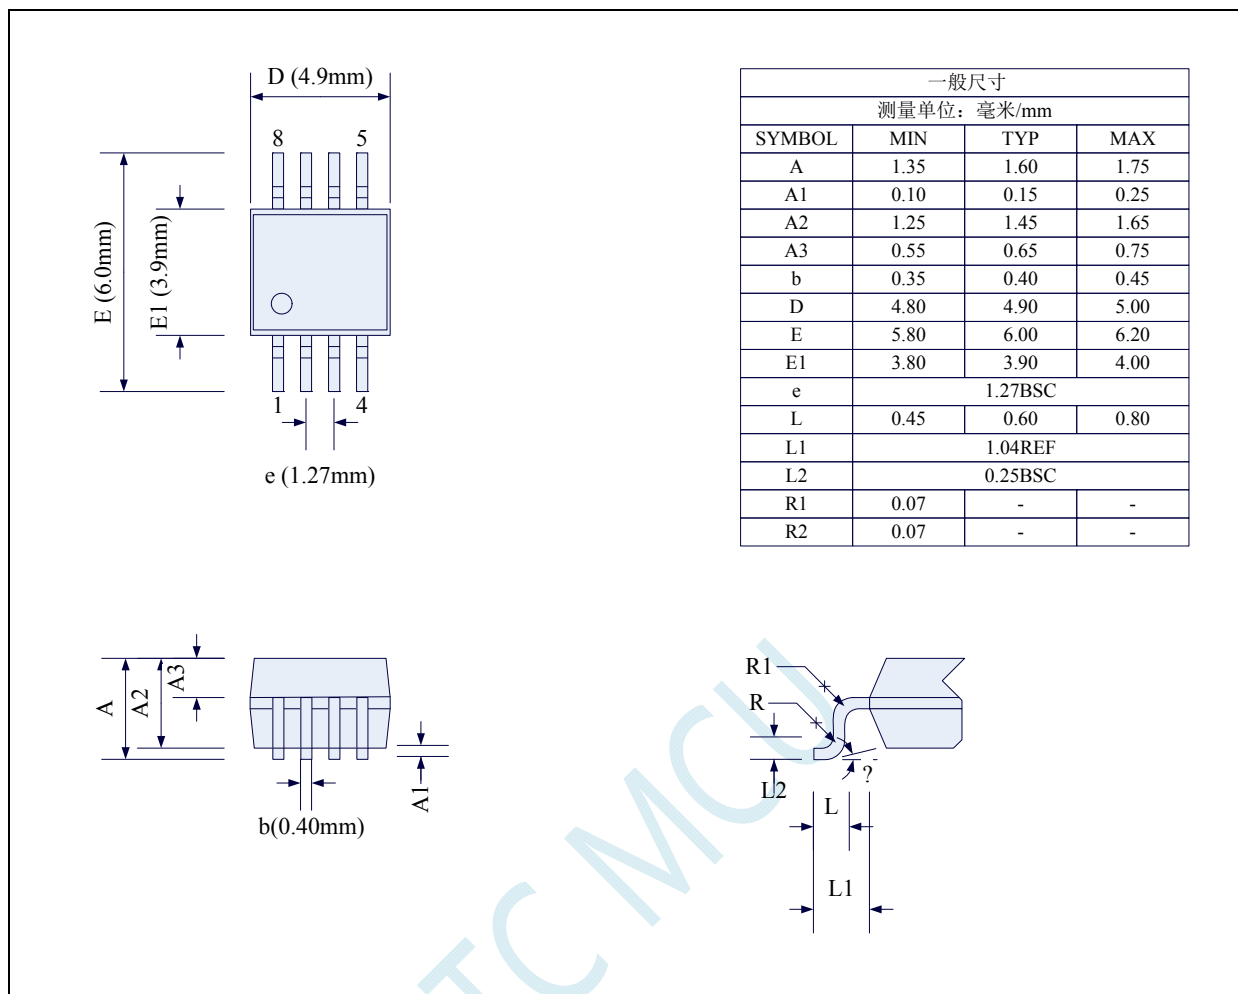 D (4.9mm)
8 5
E (6.0mm)
E1 (3.9mm)
1 4
e (1.27mm)
一般尺寸
测量单位：毫米/mm
SYMBOL MIN TYP MAX
A 1.35 1.60 1.75
A1 0.10 0.15 0.25
A2 1.25 1.45 1.65
A3 0.55 0.65 0.75
b 0.35 0.40 0.45
D 4.80 4.90 5.00
E 5.80 6.00 6.20
E1 3.80 3.90 4.00
e 1.27BSC
L 0.45 0.60 0.80
L1 1.04REF
L2 0.25BSC
R1 0.07 - -
R2 0.07 - -
A
A2
A3
A1
b(0.40mm)
R1
R
L2
?
L
L1
TC MCU